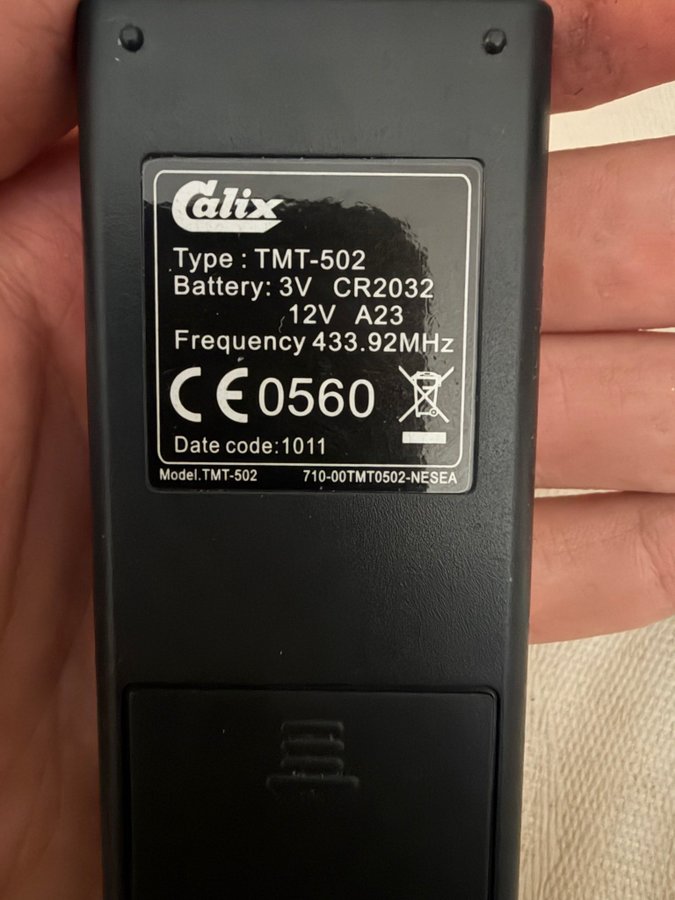 Calix
Type : TMT-502
Battery: 3V CR2032
12V A23
Frequency 433.92MHz
CE 0560
Date code:1011
Model.TMT-502 710-00TMT0502-NESEA